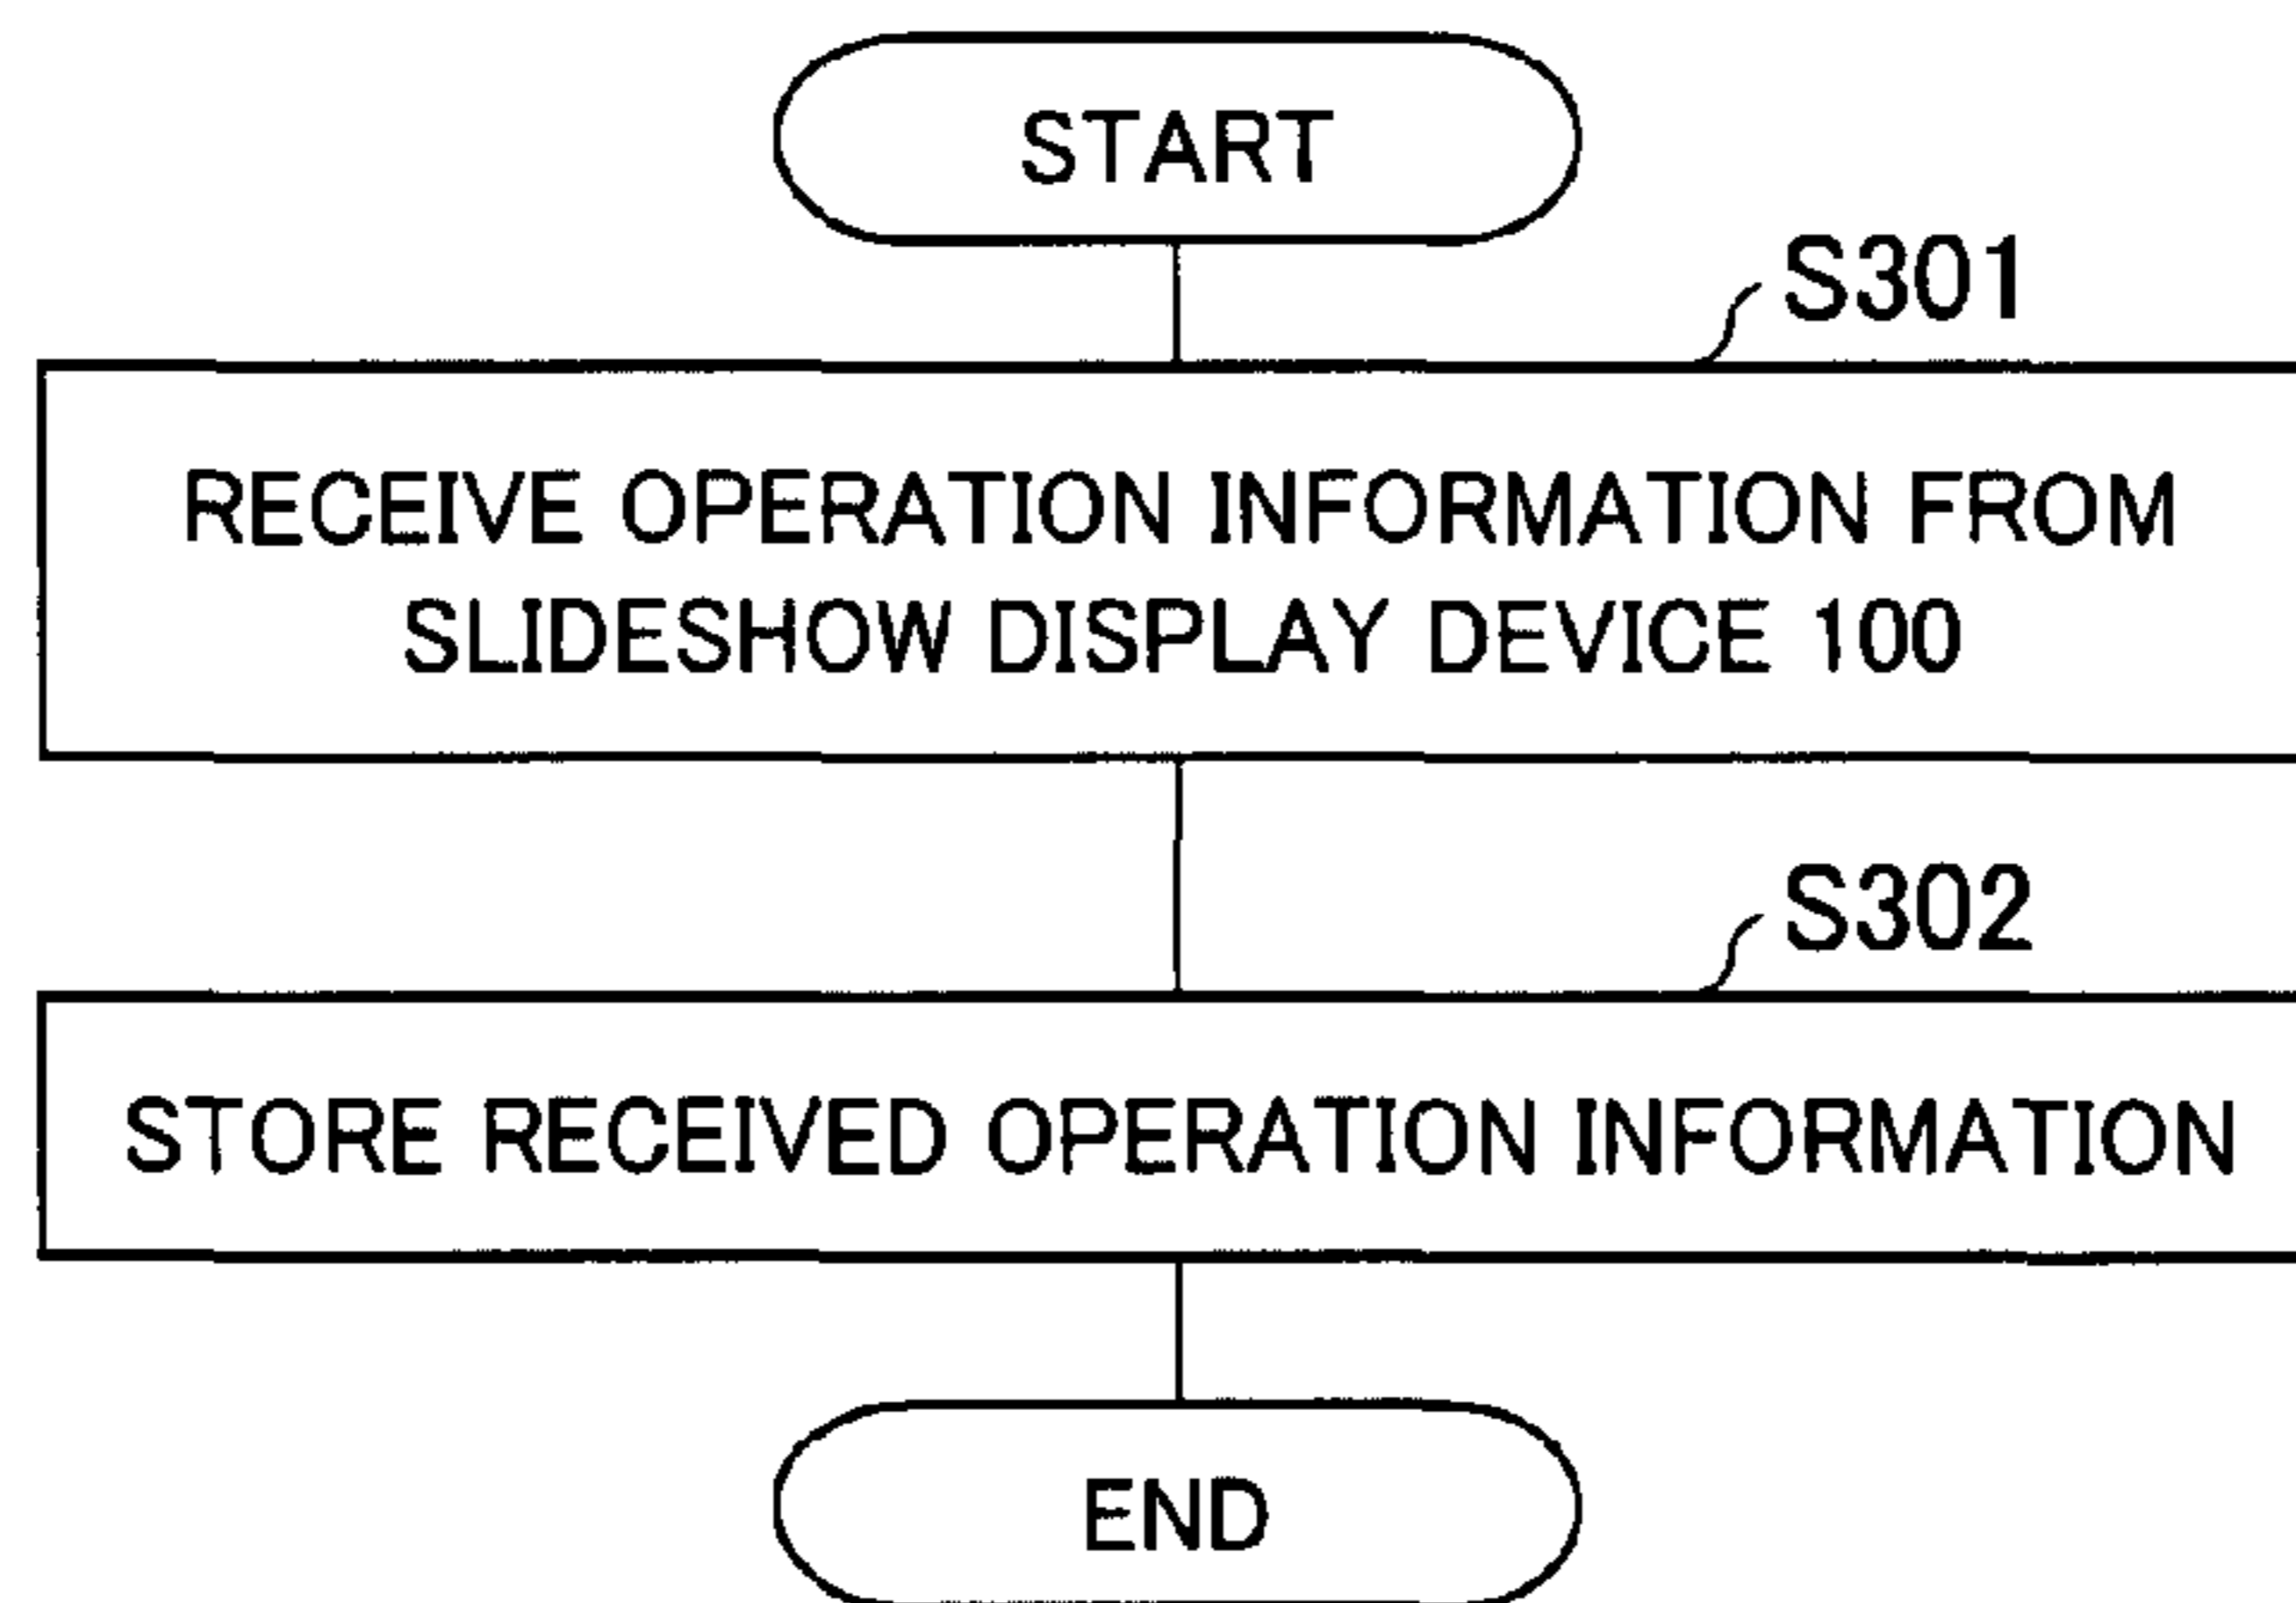 START
S301
RECEIVE OPERATION INFORMATION FROM
SLIDESHOW DISPLAY DEVICE 100
S302
STORE RECEIVED OPERATION INFORMATION
END